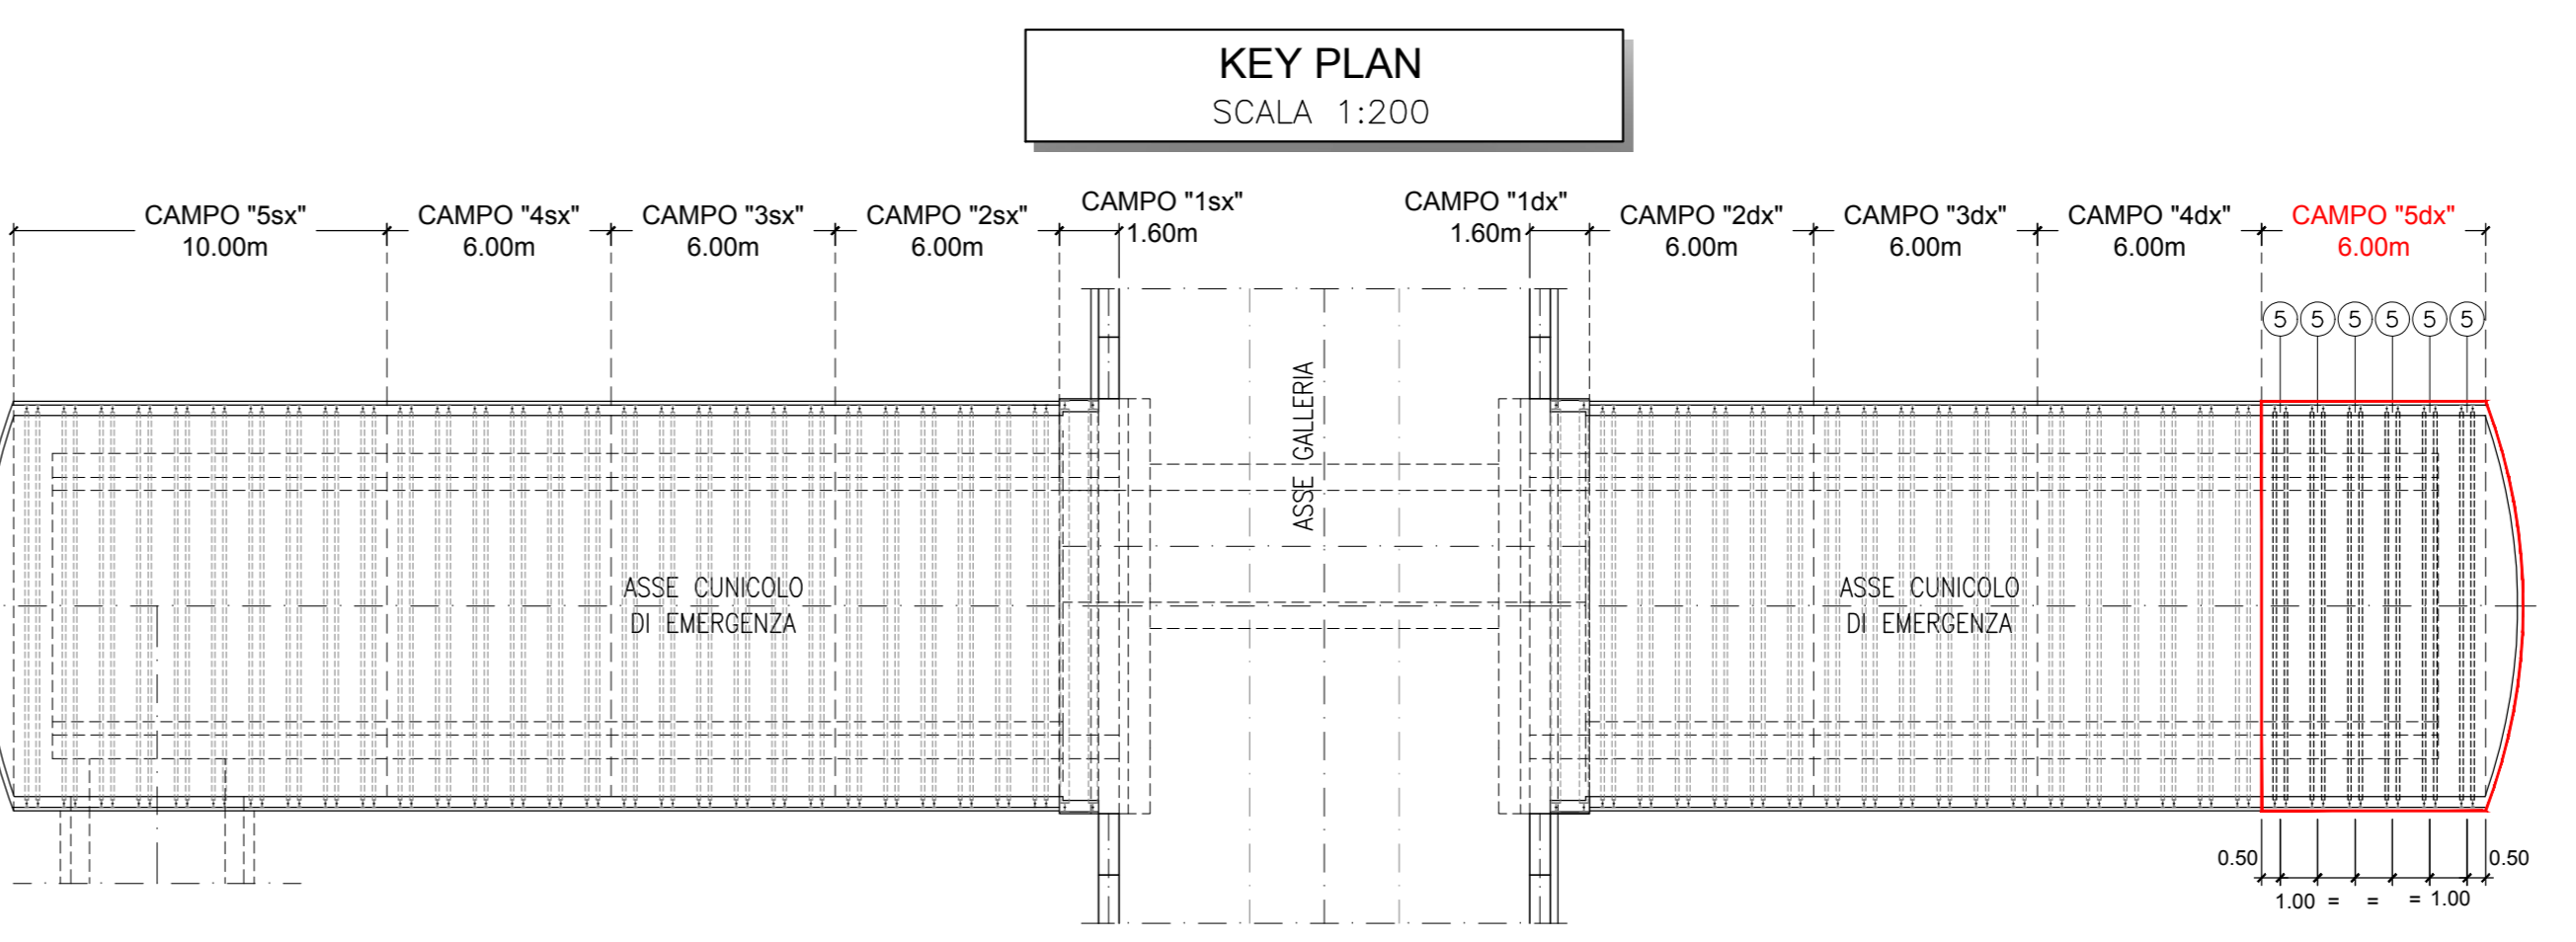 KEY PLAN
SCALA 1:200
CAMPO "5sx"
10.00m
CAMPO "4sx"
6.00m
CAMPO "3sx"
6.00m
CAMPO "2sx"
6.00m
CAMPO "1sx"
1.60m
CAMPO "1dx"
1.60m
CAMPO "2dx"
6.00m
CAMPO "3dx"
6.00m
CAMPO "4dx"
6.00m
CAMPO "5dx"
6.00m
5 5 5 5 5 5
ASSE GALLERIA
ASSE CUNICOLO
DI EMERGENZA
ASSE CUNICOLO
DI EMERGENZA
0.50 0.50
1.00 = = = 1.00